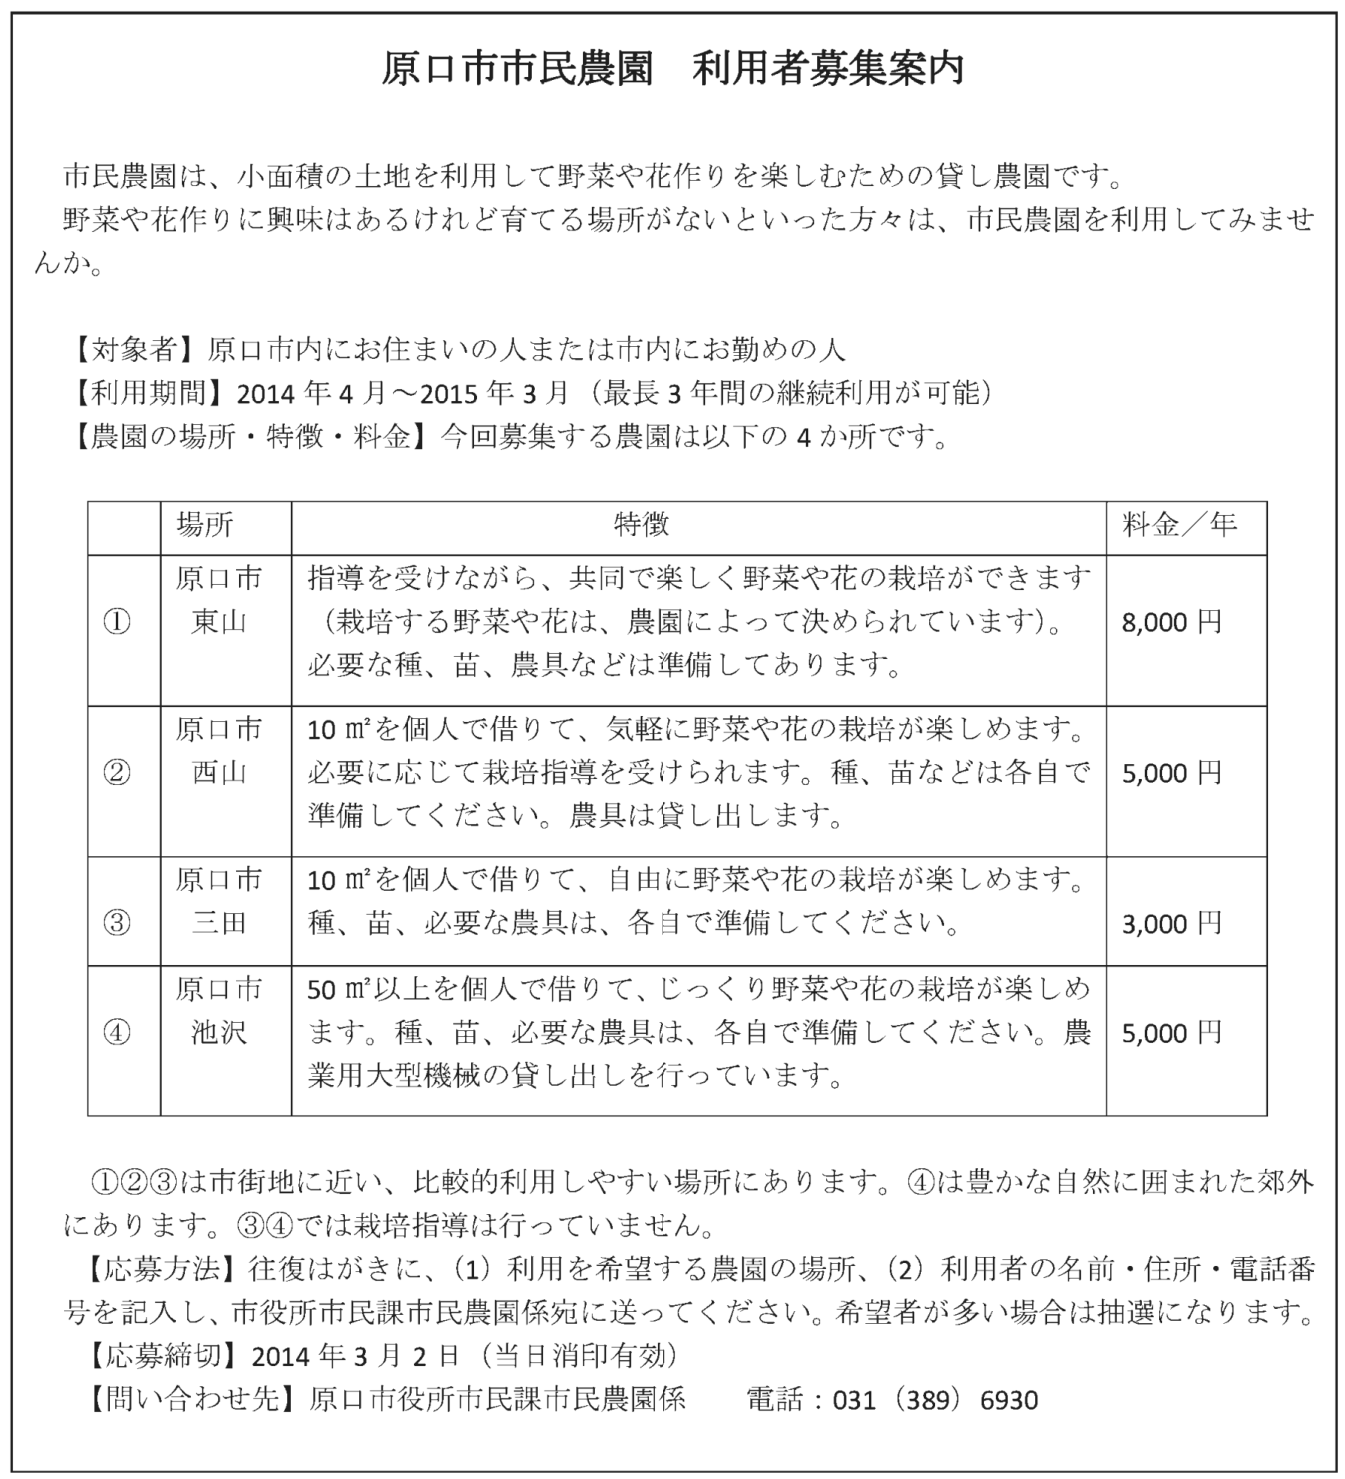 原口市市民農園　利用者募集案内
市民農園は、小面積の土地を利用して野菜や花作りを楽しむための貸し農園です。
野菜や花作りに興味はあるけれど育てる場所がないといった方々は、市民農園を利用してみませ
んか。
【対象者】原口市内にお住まいの人または市内にお勤めの人
【利用期間】2014 年 4 月～2015 年 3 月（最長 3 年間の継続利用が可能）
【農園の場所・特徴・料金】今回募集する農園は以下の 4 か所です。
場所　特徴　料金／年
①
原口市
東山
指導を受けながら、共同で楽しく野菜や花の栽培ができます
（栽培する野菜や花は、農園によって決められています）。
必要な種、苗、農具などは準備してあります。
8,000 円
②
原口市
西山
10 ㎡を個人で借りて、気軽に野菜や花の栽培が楽しめます。
必要に応じて栽培指導を受けられます。種、苗などは各自で
準備してください。農具は貸し出します。
5,000 円
③
原口市
三田
10 ㎡を個人で借りて、自由に野菜や花の栽培が楽しめます。
種、苗、必要な農具は、各自で準備してください。
3,000 円
④
原口市
池沢
50 ㎡以上を個人で借りて、じっくり野菜や花の栽培が楽しめ
ます。種、苗、必要な農具は、各自で準備してください。農
業用大型機械の貸し出しを行っています。
5,000 円
①②③は市街地に近い、比較的利用しやすい場所にあります。④は豊かな自然に囲まれた郊外
にあります。③④では栽培指導は行っていません。
【応募方法】往復はがきに、（1）利用を希望する農園の場所、（2）利用者の名前・住所・電話番
号を記入し、市役所市民課市民農園係宛に送ってください。希望者が多い場合は抽選になります。
【応募締切】2014 年 3 月 2 日（当日消印有効）
【問い合わせ先】原口市役所市民課市民農園係　　電話：031（389）6930